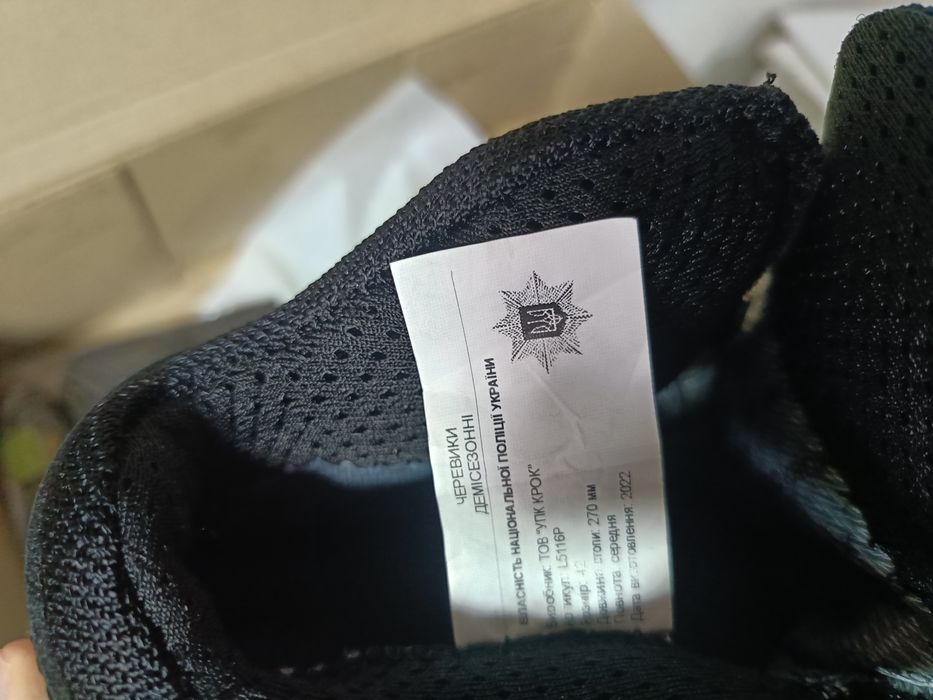 ЧЕРЕВИКИ
ДЕМІСЕЗОННІ
ВЛАСНІСТЬ НАЦІОНАЛЬНОЇ ПОЛІЦІЇ УКРАЇНИ
Виробник: ТОВ "УПК КРОК"
Артикул: L5116P
Розмір: 42
Довжина стопи: 270 мм
Повнота: середня
Дата виготовлення: 2022